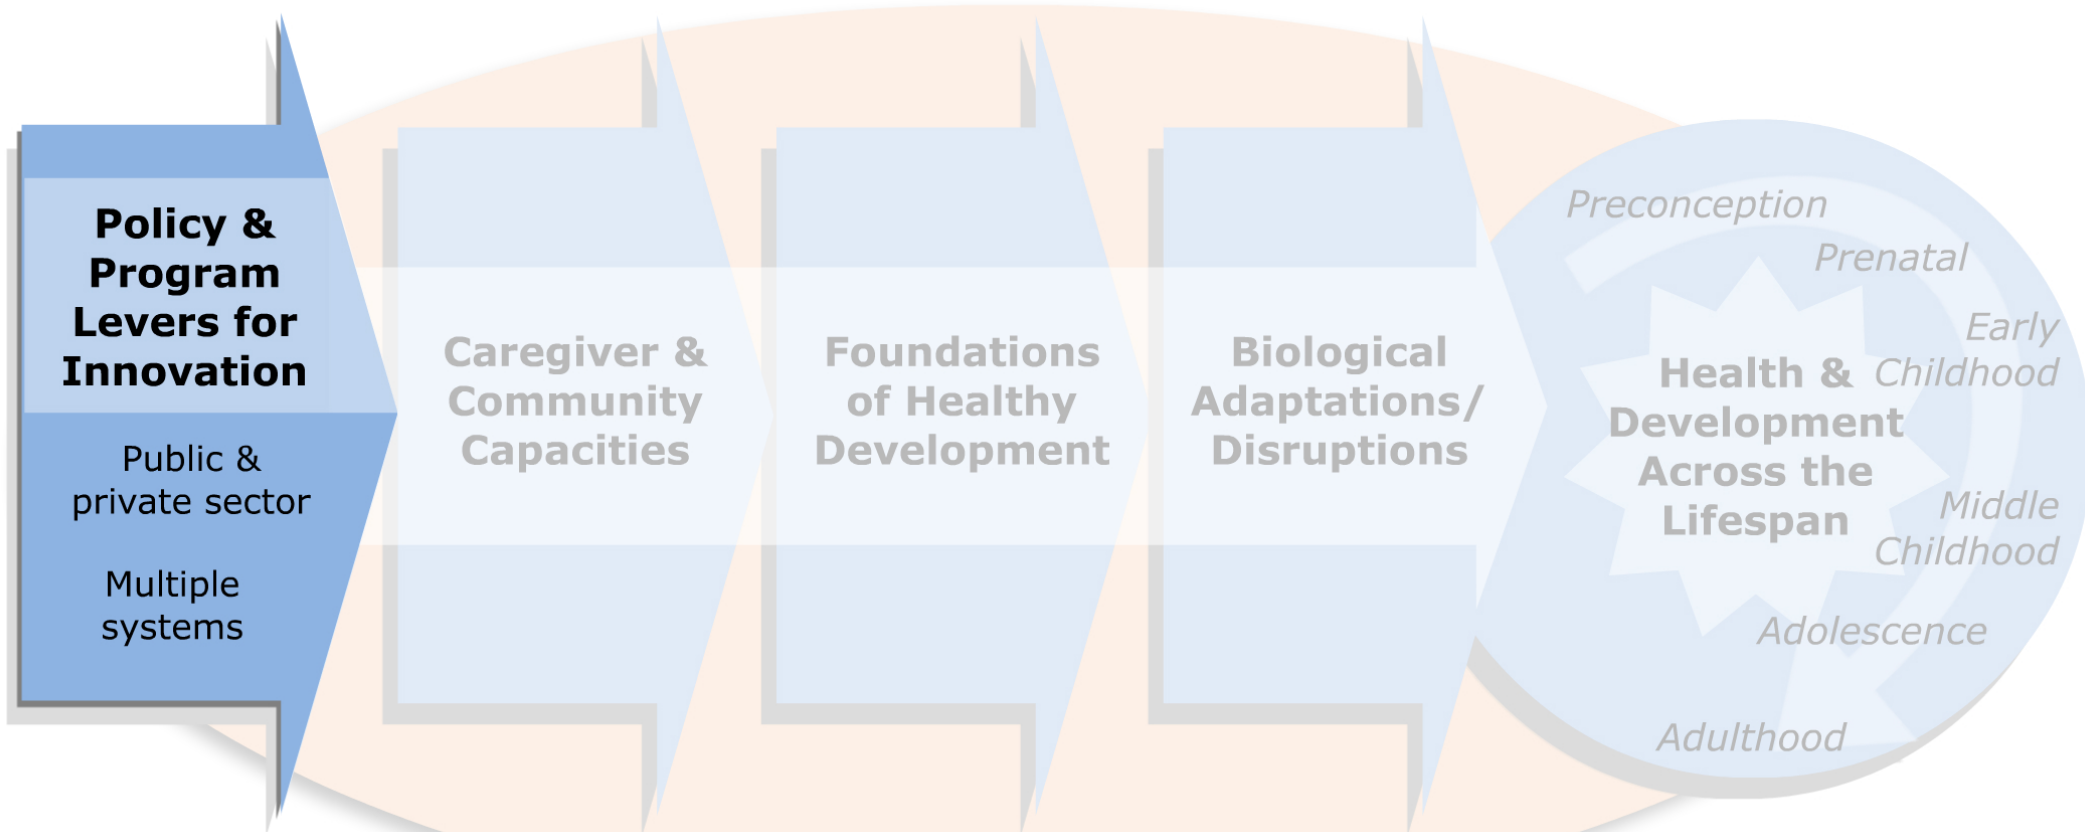 Policy &
Program
Levers for
Innovation
Public &
private sector
Multiple
systems
Caregiver &
Community
Capacities
Foundations
of Healthy
Development
Biological
Adaptations/
Disruptions
Health &
Development
Across the
Lifespan
Preconception
Prenatal
Early
Childhood
Middle
Childhood
Adolescence
Adulthood